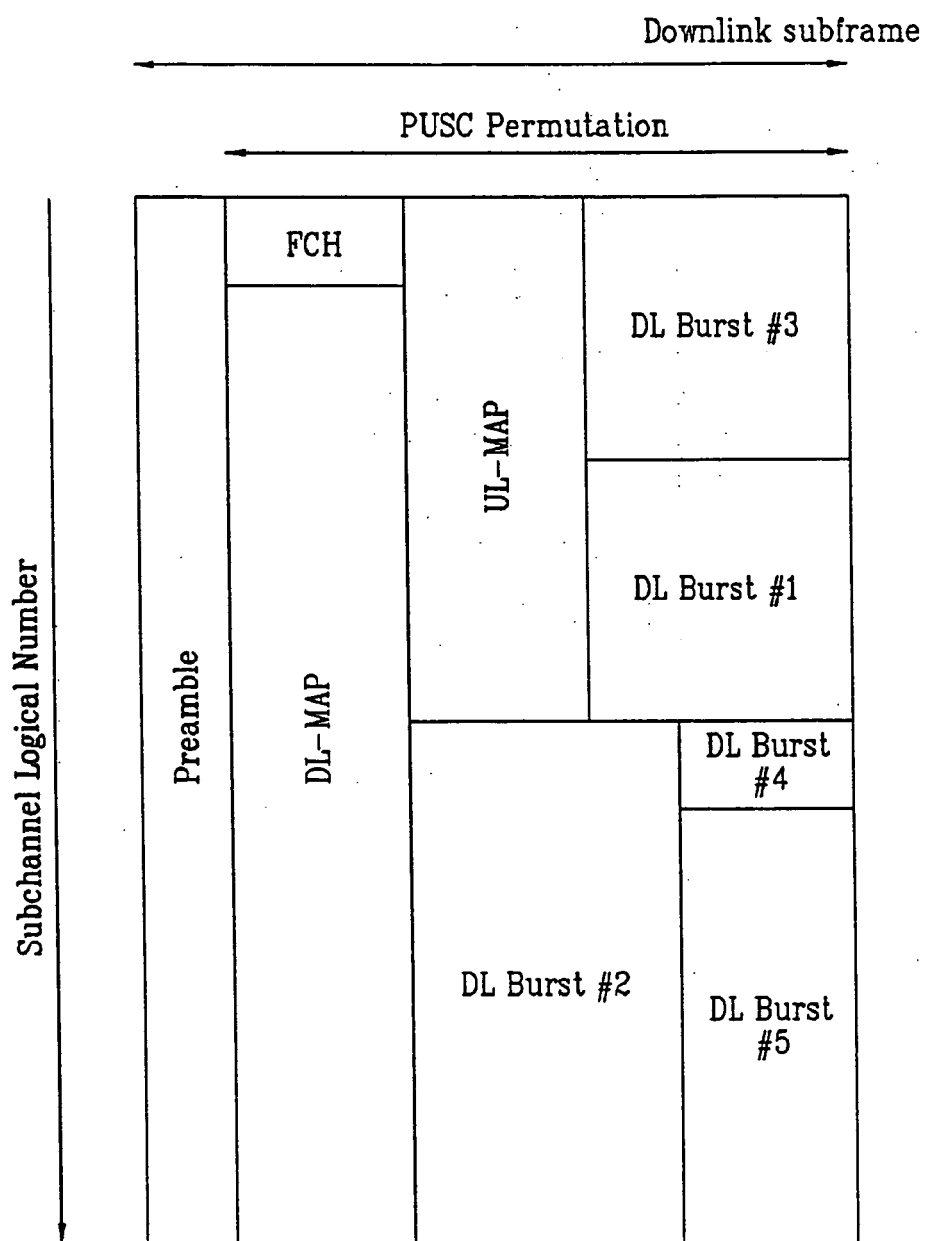 Downlink subframe
PUSC Permutation
Subchannel Logical Number
Preamble
FCH
DL-MAP
UL-MAP
DL Burst #3
DL Burst #1
DL Burst
#4
DL Burst #2
DL Burst
#5